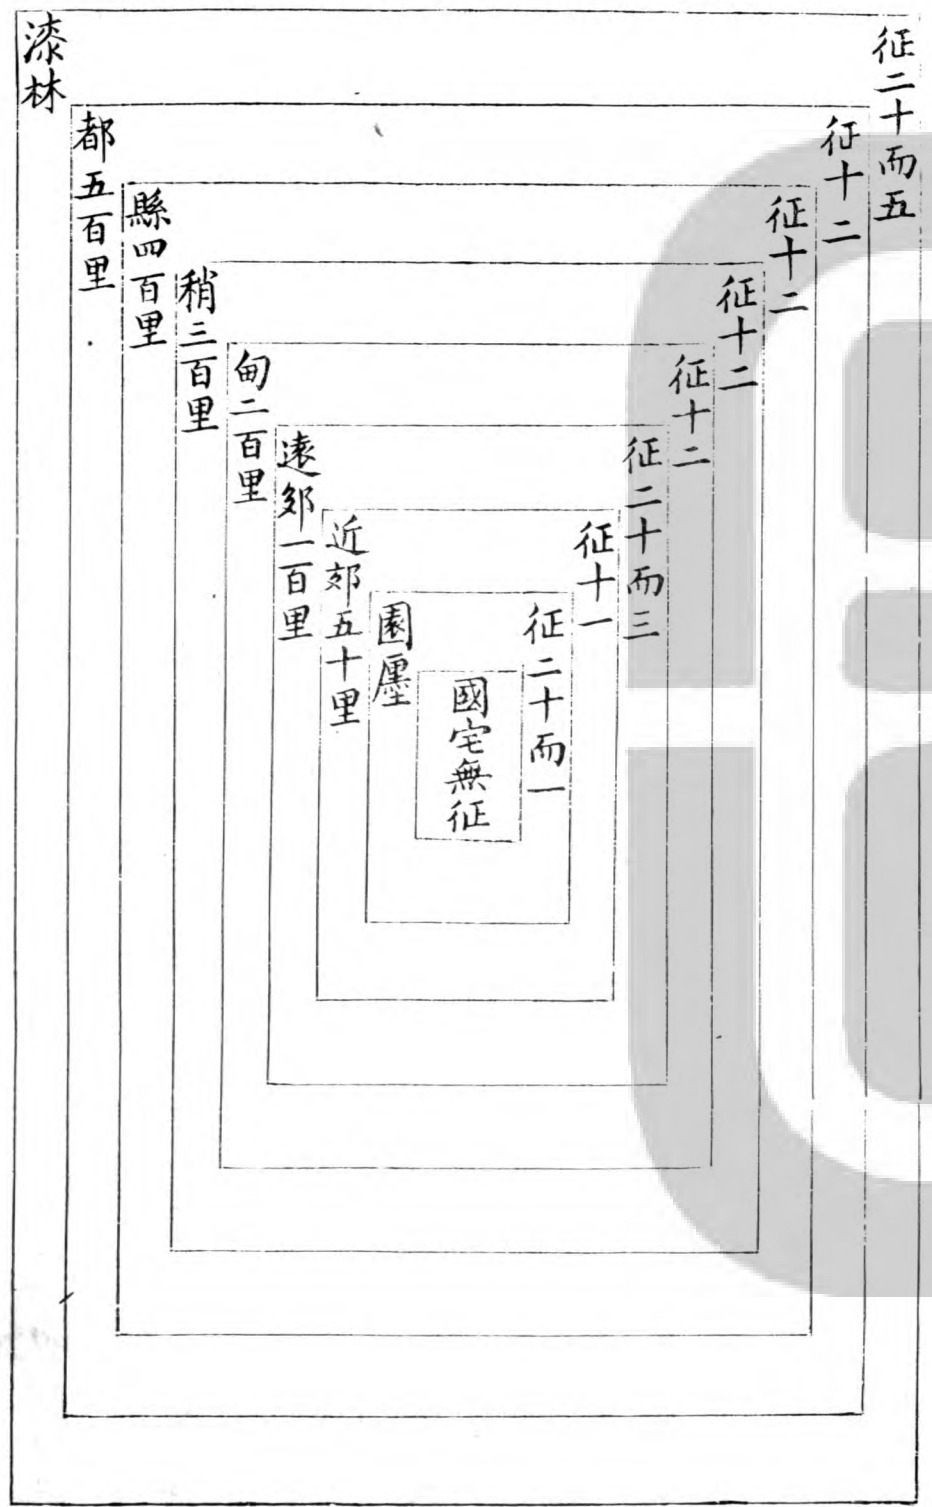 征二十而五
征十二
征十二
征十二
征十二
征二十而三
征十一
征二十而一
國宅無征
園廛
近郊五十里
遠郊一百里
甸二百里
稍三百里
縣四百里
都五百里
漆林